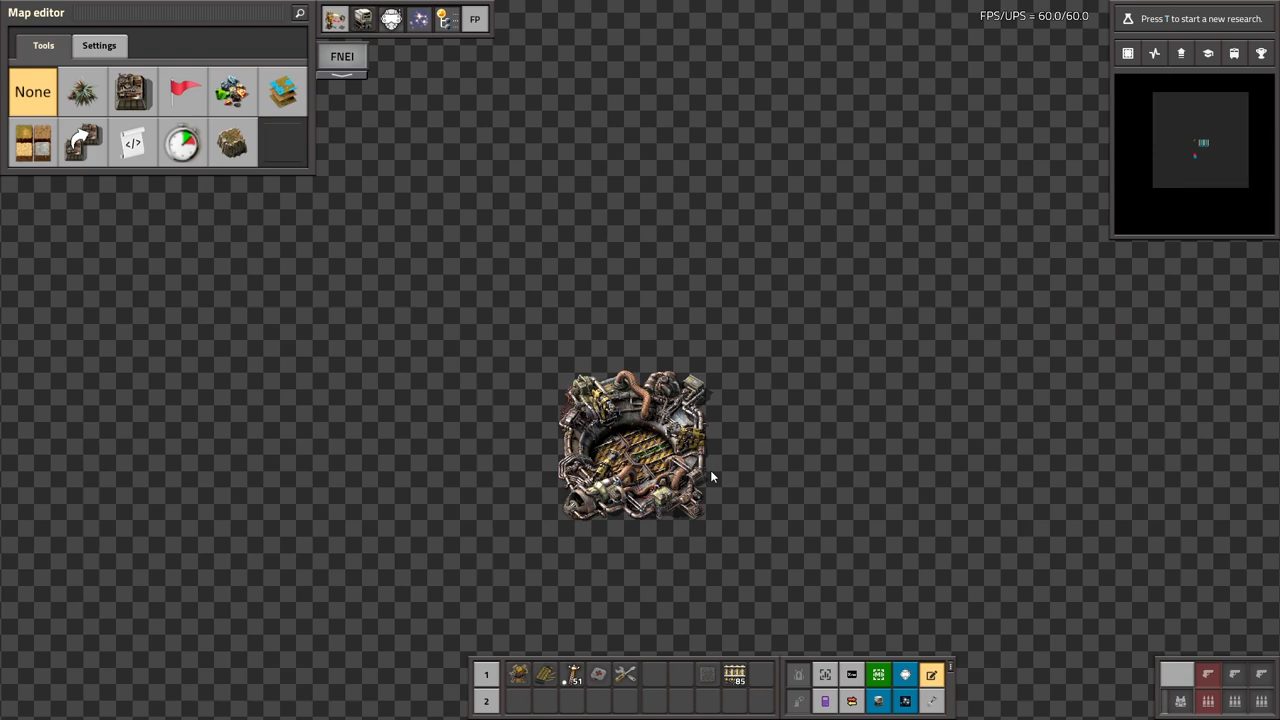 Map editor
Tools
Settings
None
</>
FP
FNEI
FPS/UPS = 60.0/60.0
Press T to start a new research.
1
51
85
2